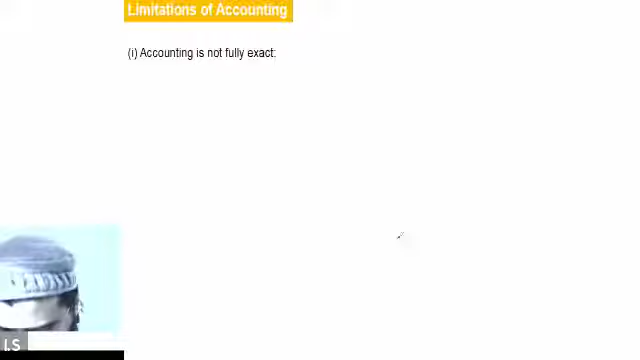 Limitations of Accounting
(i) Accounting is not fully exact:
I.S